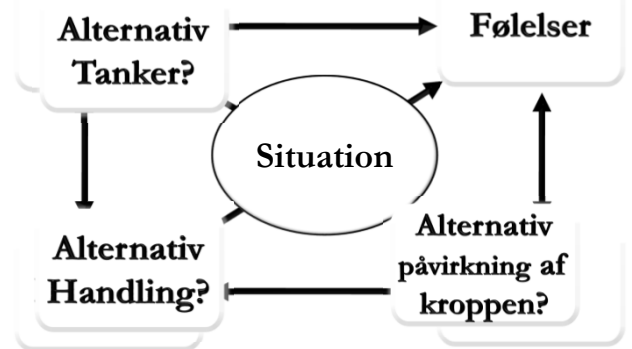 Alternativ
Tanker?
Følelser
Situation
Alternativ
Handling?
Alternativ
påvirkning af
kroppen?